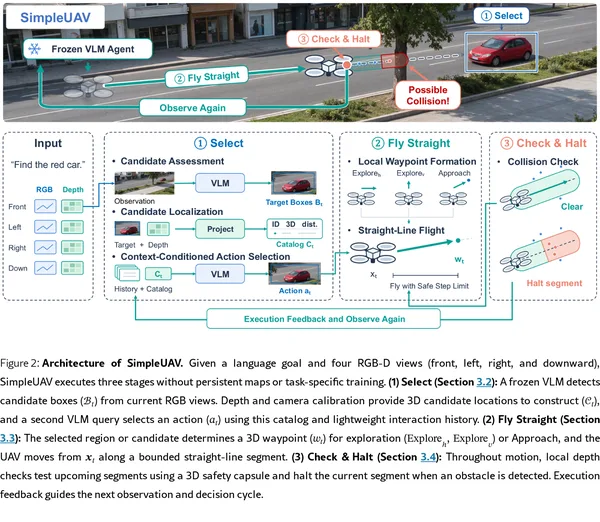 SimpleUAV
Frozen VLM Agent
② Fly Straight
Observe Again
③ Check & Halt
① Select
Possible
Collision!
Input
"Find the red car."
RGB Depth
Front
Left
Right
Down
① Select
• Candidate Assessment
Observation
VLM
Target Boxes Bt
• Candidate Localization
Target + Depth
Project
ID 3D dist.
Catalog Ct
• Context-Conditioned Action Selection
Ct
History + Catalog
VLM
Action at
② Fly Straight
• Local Waypoint Formation
Exploreh Explorev Approach
• Straight-Line Flight
wt
xt
Fly with Safe Step Limit
③ Check & Halt
• Collision Check
Clear
Halt segment
Execution Feedback and Observe Again
Figure 2: Architecture of SimpleUAV. Given a language goal and four RGB-D views (front, left, right, and downward),
SimpleUAV executes three stages without persistent maps or task-specific training. (1) Select (Section 3.2): A frozen VLM detects
candidate boxes (ℬt) from current RGB views. Depth and camera calibration provide 3D candidate locations to construct (𝒞t),
and a second VLM query selects an action (at) using this catalog and lightweight interaction history. (2) Fly Straight (Section
3.3): The selected region or candidate determines a 3D waypoint (wt) for exploration (Exploreh, Explorev) or Approach, and the
UAV moves from xt along a bounded straight-line segment. (3) Check & Halt (Section 3.4): Throughout motion, local depth
checks test upcoming segments using a 3D safety capsule and halt the current segment when an obstacle is detected. Execution
feedback guides the next observation and decision cycle.